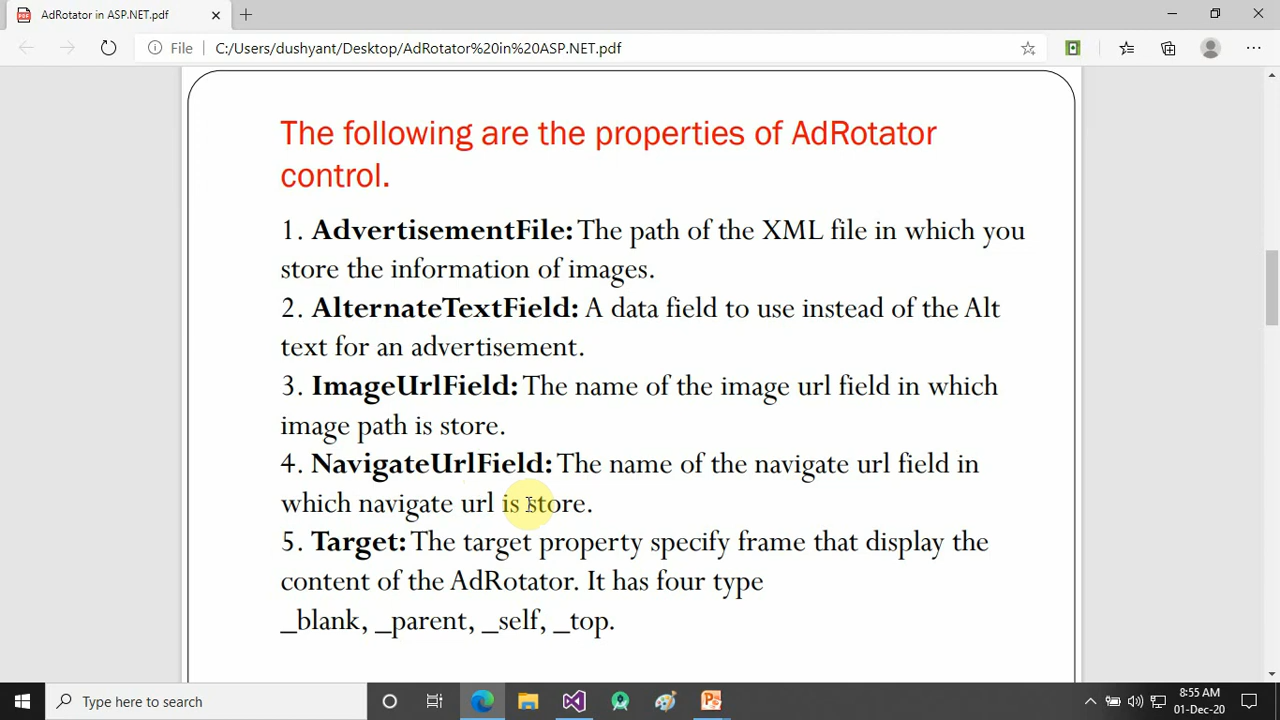 AdRotator in ASP.NET.pdf
File
C:/Users/dushyant/Desktop/AdRotator%20in%20ASP.NET.pdf
The following are the properties of AdRotator
control.
1. AdvertisementFile: The path of the XML file in which you
store the information of images.
2. AlternateTextField: A data field to use instead of the Alt
text for an advertisement.
3. ImageUrlField: The name of the image url field in which
image path is store.
4. NavigateUrlField: The name of the navigate url field in
which navigate url is store.
5. Target: The target property specify frame that display the
content of the AdRotator. It has four type
_blank, _parent, _self, _top.
Type here to search
8:55 AM
01-Dec-20